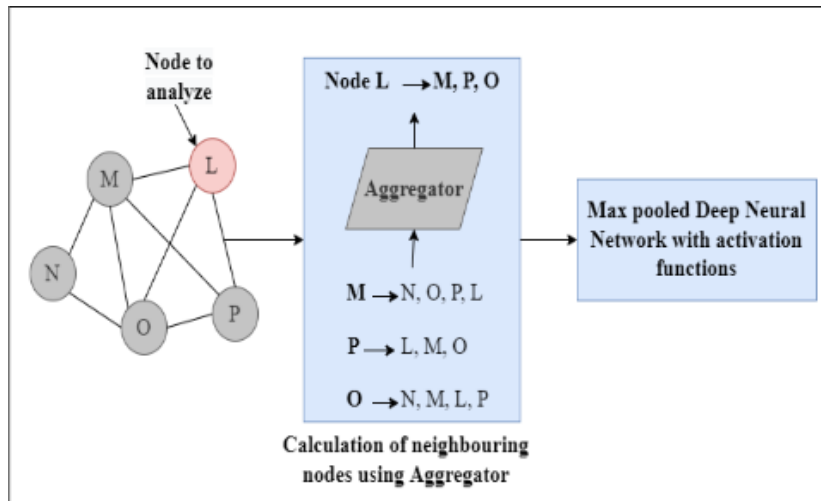 Node to
analyze
L
M
N
O
P
Node L → M, P, O
Aggregator
M → N, O, P, L
P → L, M, O
O → N, M, L, P
Calculation of neighbouring
nodes using Aggregator
Max pooled Deep Neural
Network with activation
functions